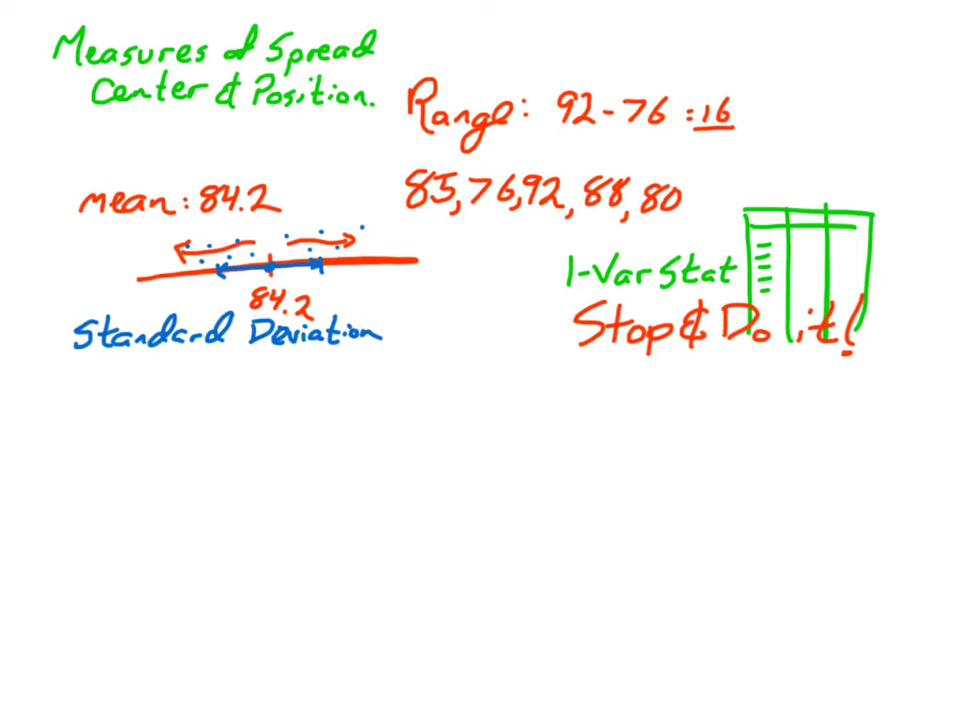 Measures of Spread
Center & Position.
Range: 92-76 =16
mean: 84.2
85, 76, 92, 88, 80
1-Var Stat
84.2
Standard Deviation
Stop & Do it!